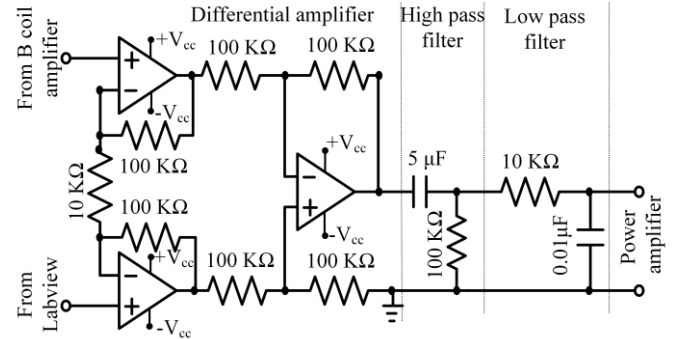 Differential amplifier
High pass
filter
Low pass
filter
From B coil
amplifier
+Vcc
-Vcc
100 KΩ
100 KΩ
100 KΩ
10 KΩ
100 KΩ
+Vcc
-Vcc
5 μF
10 KΩ
100 KΩ
0.01μF
Power
amplifier
From
Labview
+Vcc
-Vcc
100 KΩ
100 KΩ